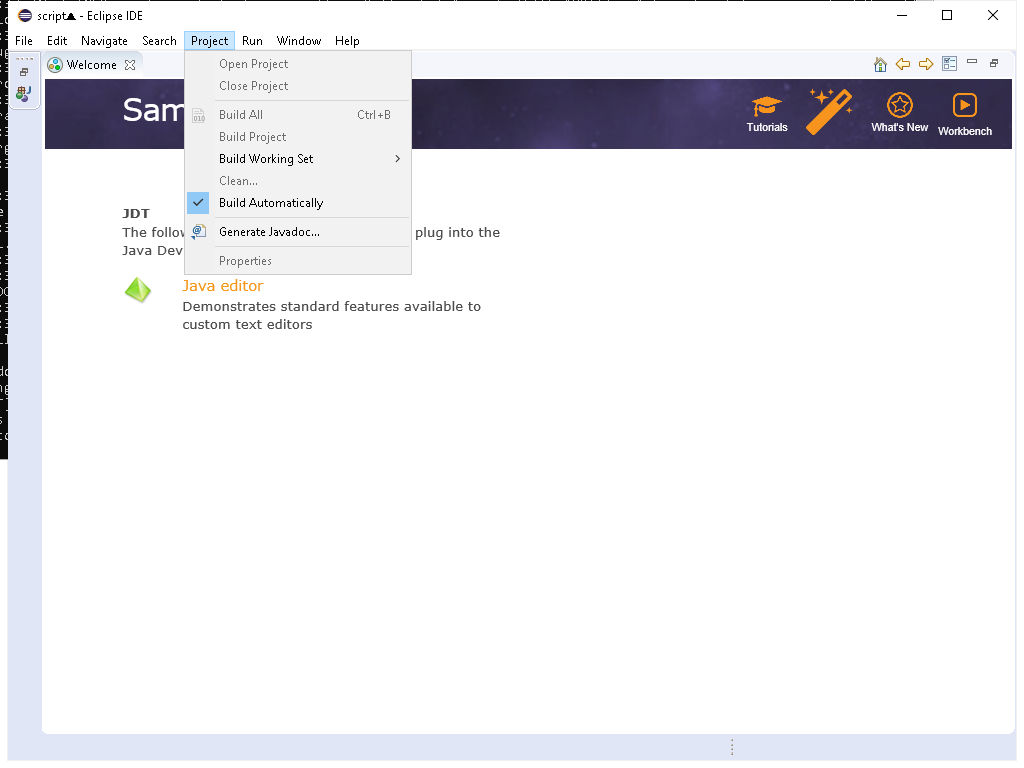 script▲ - Eclipse IDE
File Edit Navigate Search Project Run Window Help
Welcome
Open Project
Close Project
Build All Ctrl+B
Build Project
Build Working Set
Clean...
Build Automatically
Generate Javadoc...
Properties
Sam
Tutorials
What's New
Workbench
JDT
The follow plug into the
Java Dev
Java editor
Demonstrates standard features available to
custom text editors